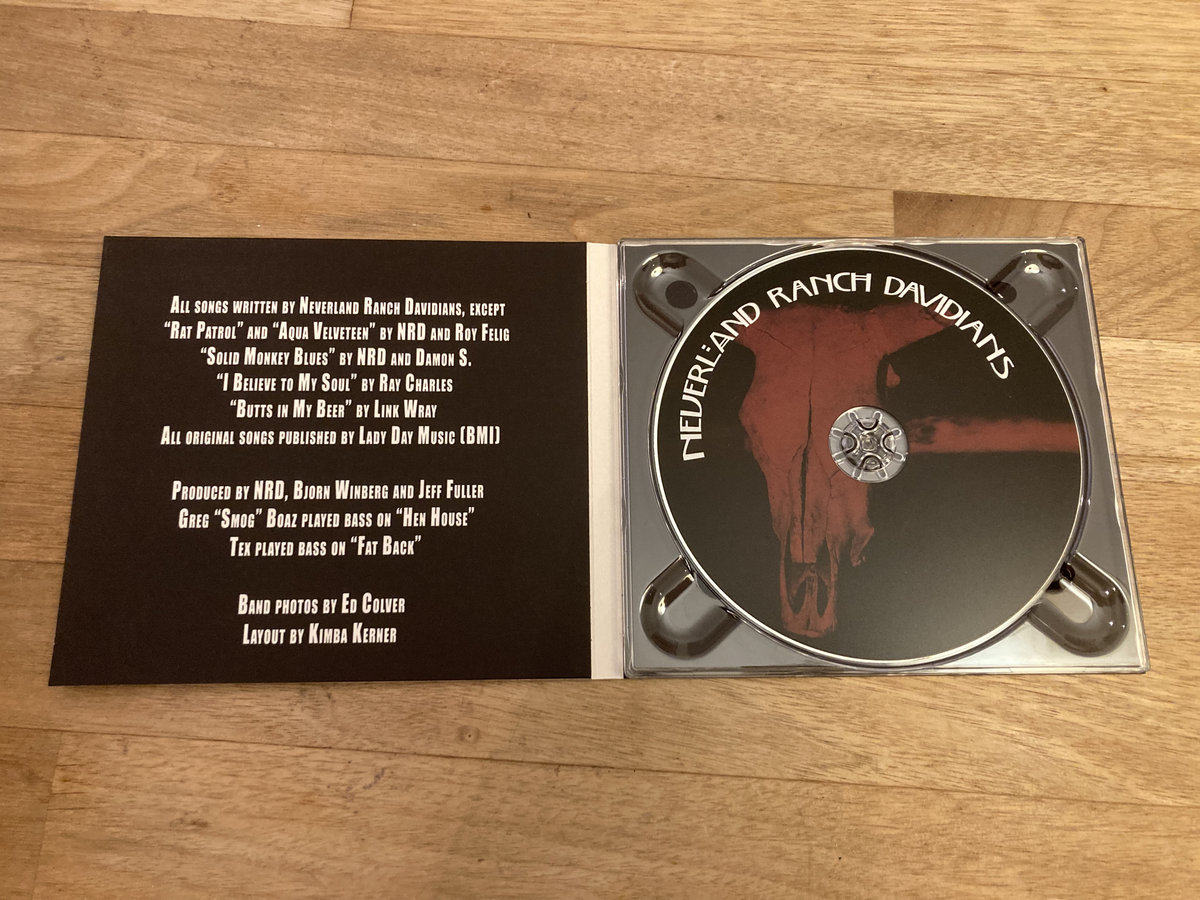 All songs written by Neverland Ranch Davidians, except
“Rat Patrol” and “Aqua Velveteen” by NRD and Roy Felig
“Solid Monkey Blues” by NRD and Damon S.
“I Believe to My Soul” by Ray Charles
“Butts in My Beer” by Link Wray
All original songs published by Lady Day Music (BMI)
Produced by NRD, Bjorn Winberg and Jeff Fuller
Greg “Smog” Boaz played bass on “Hen House”
Tex played bass on “Fat Back”
Band photos by Ed Colver
Layout by Kimba Kerner
NEVERLAND RANCH DAVIDIANS